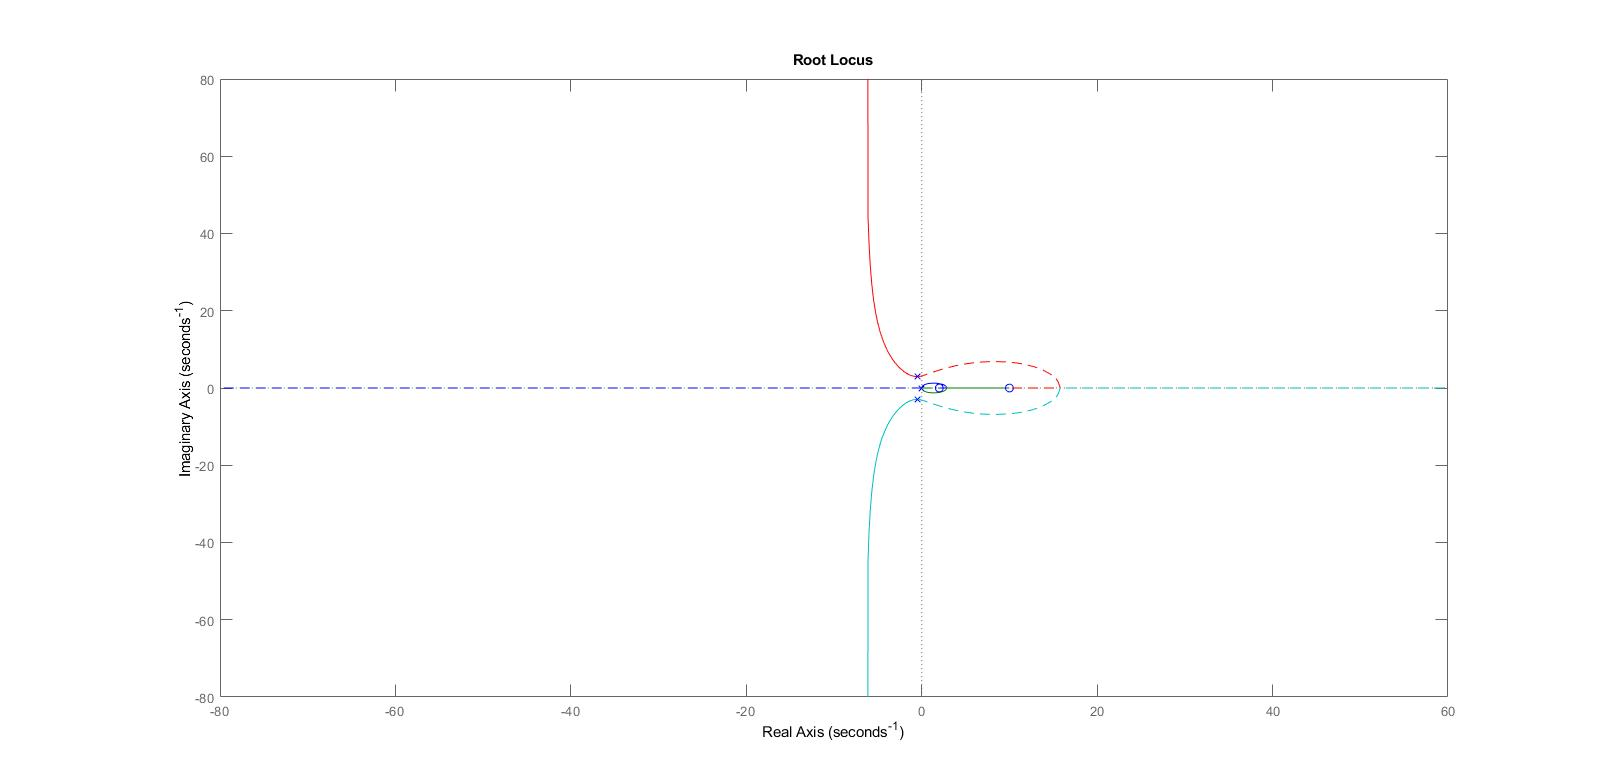 Root Locus
80
60
40
20
0
-20
-40
-60
-80
Imaginary Axis (seconds⁻¹)
-80 -60 -40 -20 0 20 40 60
Real Axis (seconds⁻¹)